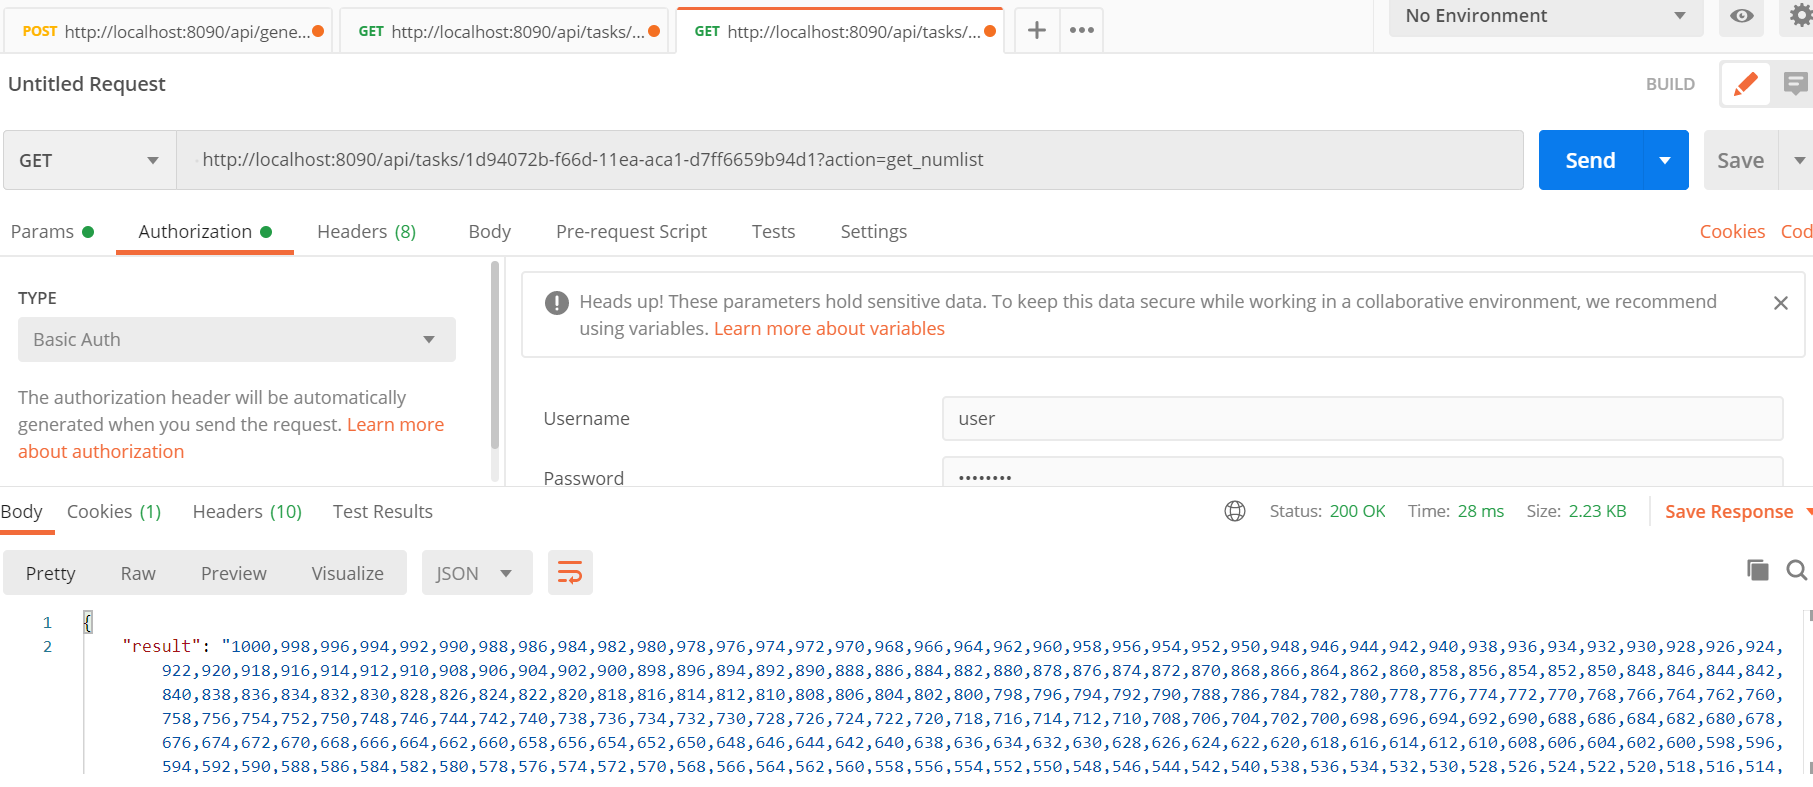 POST http://localhost:8090/api/gene... GET http://localhost:8090/api/tasks/... GET http://localhost:8090/api/tasks/... No Environment
Untitled Request BUILD
GET http://localhost:8090/api/tasks/1d94072b-f66d-11ea-aca1-d7ff6659b94d1?action=get_numlist Send Save
Params Authorization Headers (8) Body Pre-request Script Tests Settings Cookies Cod
TYPE
Basic Auth
The authorization header will be automatically
generated when you send the request. Learn more
about authorization
Heads up! These parameters hold sensitive data. To keep this data secure while working in a collaborative environment, we recommend
using variables. Learn more about variables
Username user
Password ••••••••
Body Cookies (1) Headers (10) Test Results Status: 200 OK Time: 28 ms Size: 2.23 KB Save Response
Pretty Raw Preview Visualize JSON
1 {
2 "result": "1000,998,996,994,992,990,988,986,984,982,980,978,976,974,972,970,968,966,964,962,960,958,956,954,952,950,948,946,944,942,940,938,936,934,932,930,928,926,924,
922,920,918,916,914,912,910,908,906,904,902,900,898,896,894,892,890,888,886,884,882,880,878,876,874,872,870,868,866,864,862,860,858,856,854,852,850,848,846,844,842,
840,838,836,834,832,830,828,826,824,822,820,818,816,814,812,810,808,806,804,802,800,798,796,794,792,790,788,786,784,782,780,778,776,774,772,770,768,766,764,762,760,
758,756,754,752,750,748,746,744,742,740,738,736,734,732,730,728,726,724,722,720,718,716,714,712,710,708,706,704,702,700,698,696,694,692,690,688,686,684,682,680,678,
676,674,672,670,668,666,664,662,660,658,656,654,652,650,648,646,644,642,640,638,636,634,632,630,628,626,624,622,620,618,616,614,612,610,608,606,604,602,600,598,596,
594,592,590,588,586,584,582,580,578,576,574,572,570,568,566,564,562,560,558,556,554,552,550,548,546,544,542,540,538,536,534,532,530,528,526,524,522,520,518,516,514,